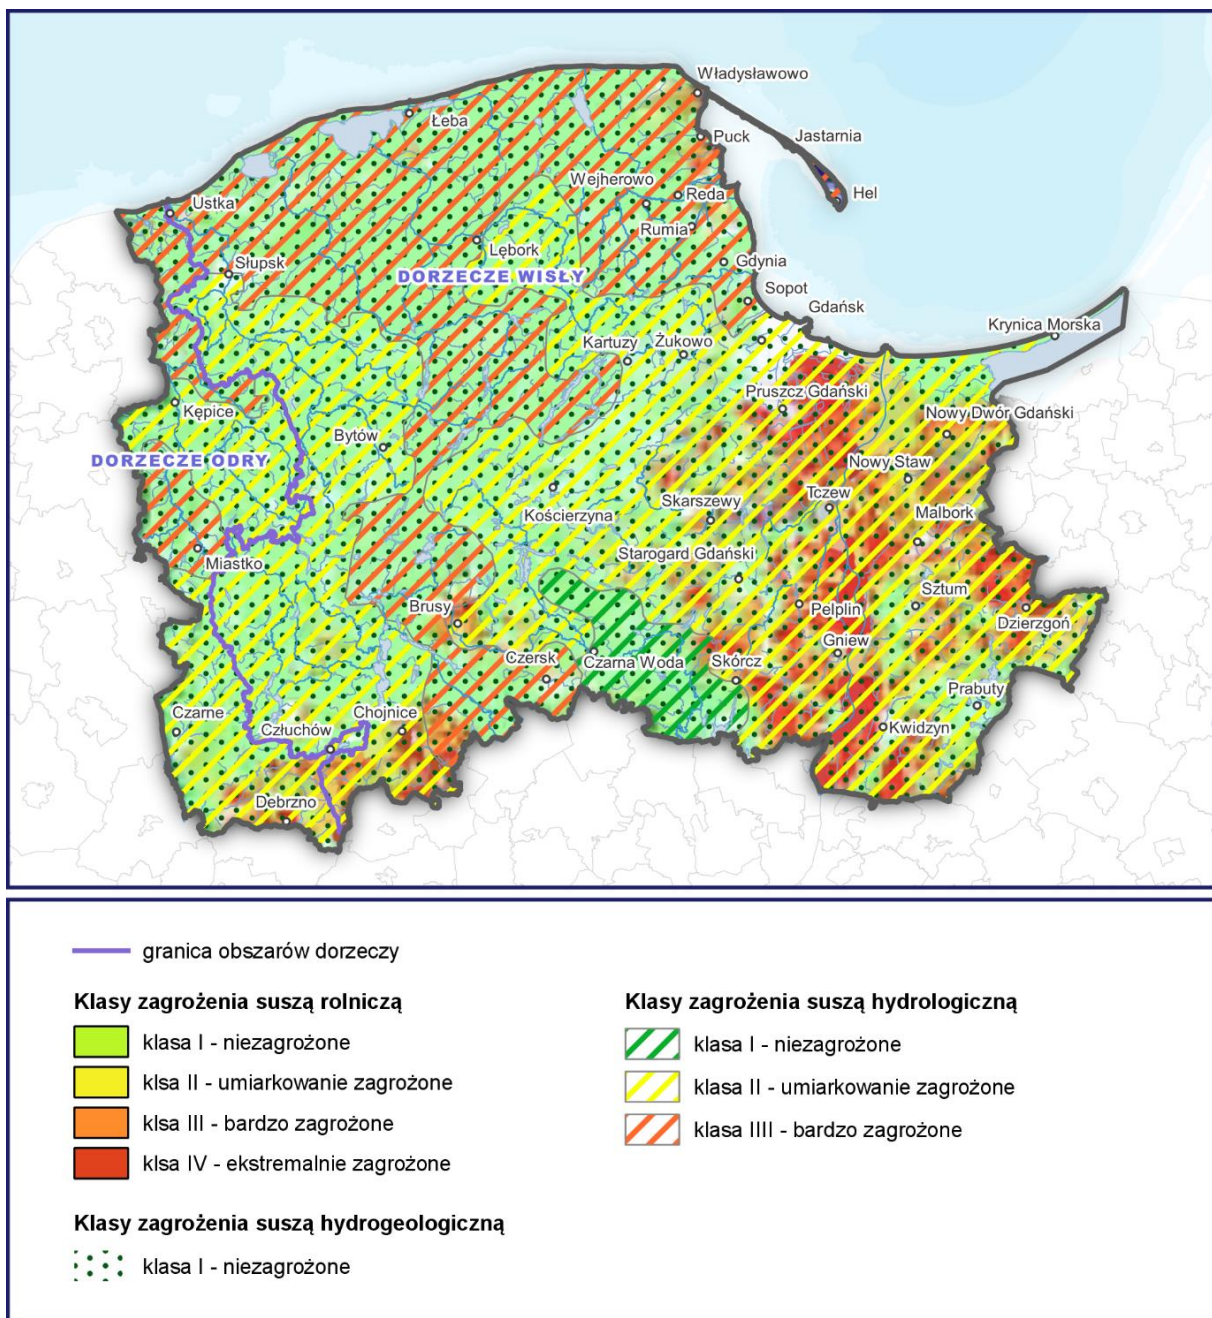 Władysławowo
Łeba
Puck
Jastarnia
Wejherowo
Reda
Hel
Ustka
Rumia
Lębork
Słupsk
Gdynia
DORZECZE WISŁY
Sopot
Gdańsk
Krynica Morska
Kartuzy
Żukowo
Pruszcz Gdański
Kępice
Nowy Dwór Gdański
Bytów
DORZECZE ODRY
Nowy Staw
Skarszewy
Tczew
Kościerzyna
Malbork
Starogard Gdański
Miastko
Sztum
Brusy
Pelplin
Dzierzgoń
Gniew
Czersk
Czarna Woda
Skórcz
Prabuty
Czarne
Chojnice
Człuchów
Kwidzyn
Debrzno
granica obszarów dorzeczy
Klasy zagrożenia suszą rolniczą
klasa I - niezagrożone
klsa II - umiarkowanie zagrożone
klsa III - bardzo zagrożone
klsa IV - ekstremalnie zagrożone
Klasy zagrożenia suszą hydrogeologiczną
klasa I - niezagrożone
Klasy zagrożenia suszą hydrologiczną
klasa I - niezagrożone
klasa II - umiarkowanie zagrożone
klasa IIII - bardzo zagrożone